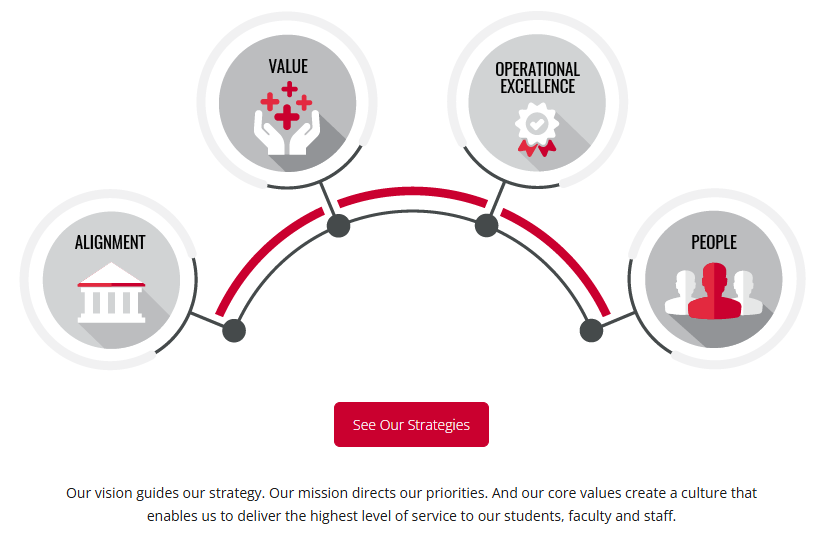 VALUE
OPERATIONAL
EXCELLENCE
ALIGNMENT
PEOPLE
See Our Strategies
Our vision guides our strategy. Our mission directs our priorities. And our core values create a culture that
enables us to deliver the highest level of service to our students, faculty and staff.